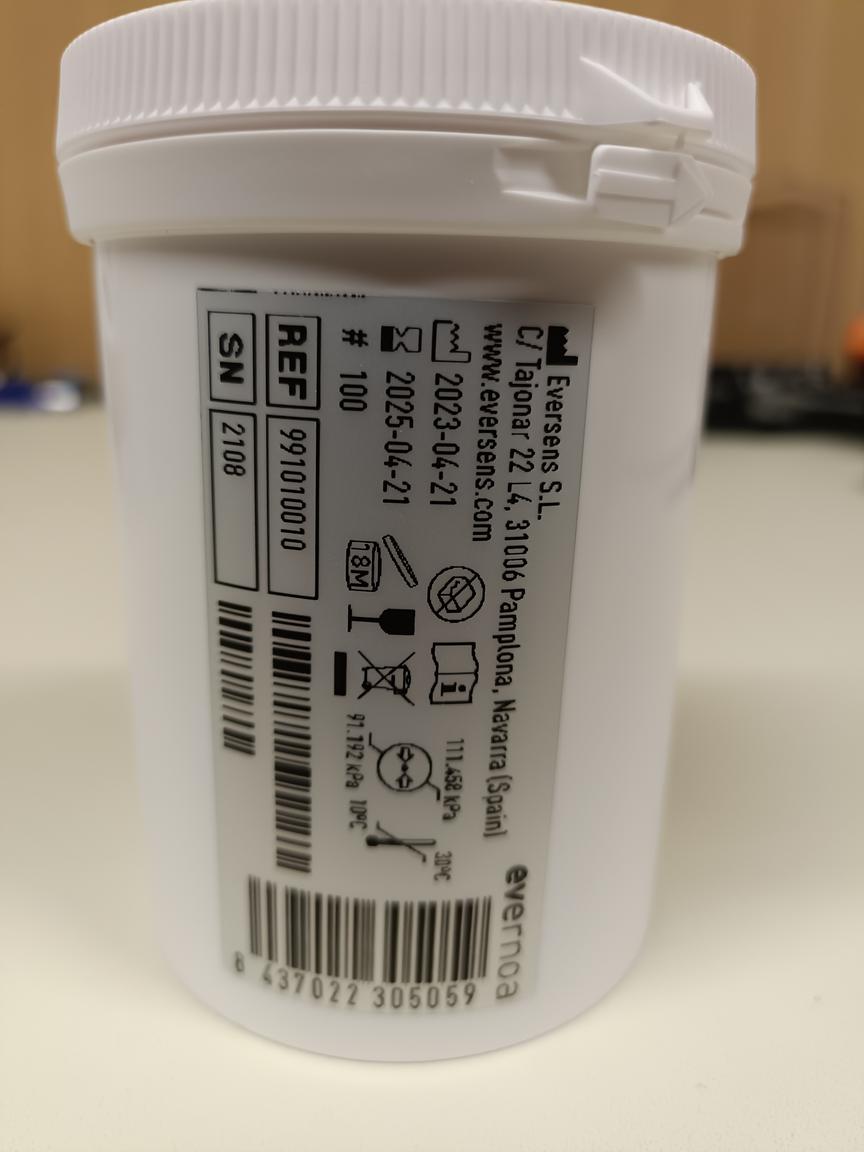 Eversens S.L.
C/ Tajonar 22 L4, 31006 Pamplona, Navarra (Spain)
www.eversens.com
evernoa
2023-04-21
2025-04-21
# 100
18M
111.458 kPa
91.192 kPa
30ºC
10ºC
REF 991010010
SN 2108
8 437022 305059